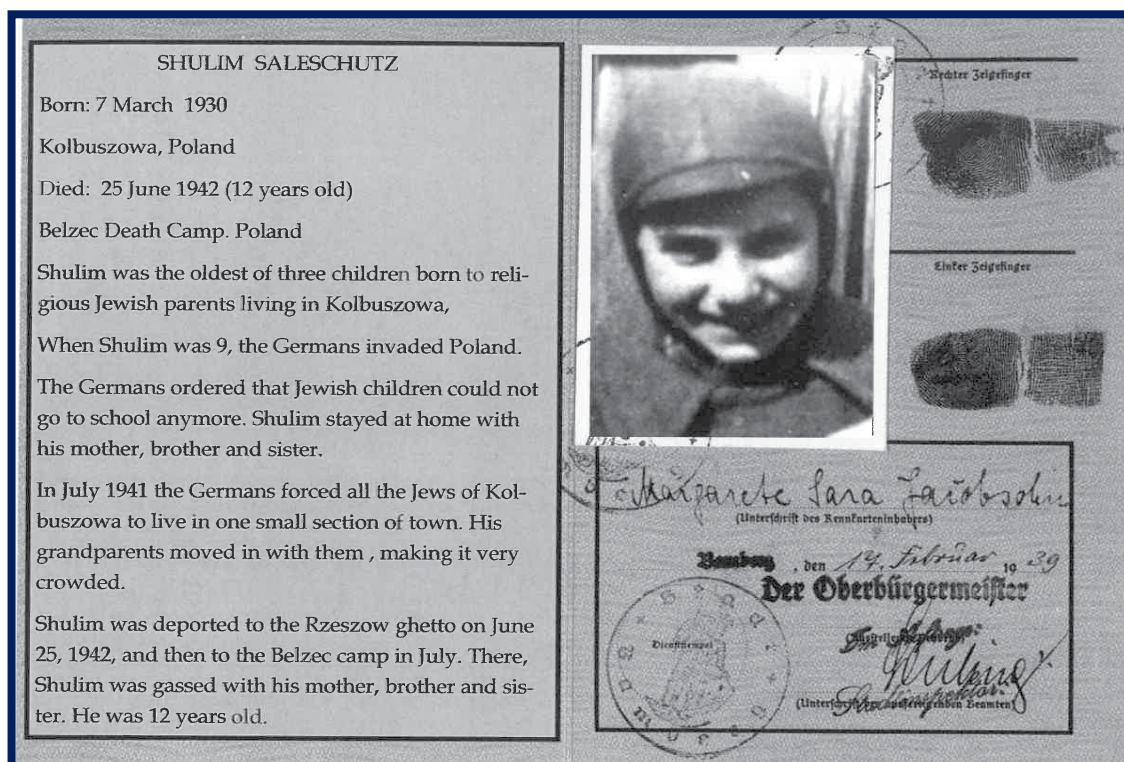 SHULIM SALESCHUTZ
Born: 7 March 1930
Kolbuszowa, Poland
Died: 25 June 1942 (12 years old)
Belzec Death Camp. Poland
Shulim was the oldest of three children born to reli-
gious Jewish parents living in Kolbuszowa,
When Shulim was 9, the Germans invaded Poland.
The Germans ordered that Jewish children could not
go to school anymore. Shulim stayed at home with
his mother, brother and sister.
In July 1941 the Germans forced all the Jews of Kol-
buszowa to live in one small section of town. His
grandparents moved in with them , making it very
crowded.
Shulim was deported to the Rzeszow ghetto on June
25, 1942, and then to the Belzec camp in July. There,
Shulim was gassed with his mother, brother and sis-
ter. He was 12 years old.
Rechter Zeigefinger
Linker Zeigefinger
Margarete Sara Jacobsohn
(Unterschrift des Kennkarteninhabers)
Bamberg, den 14. Februar 1939
Der Oberbürgermeister
Dienststempel
Stadtinspektor.
(Unterschrift des ausfertigenden Beamten)